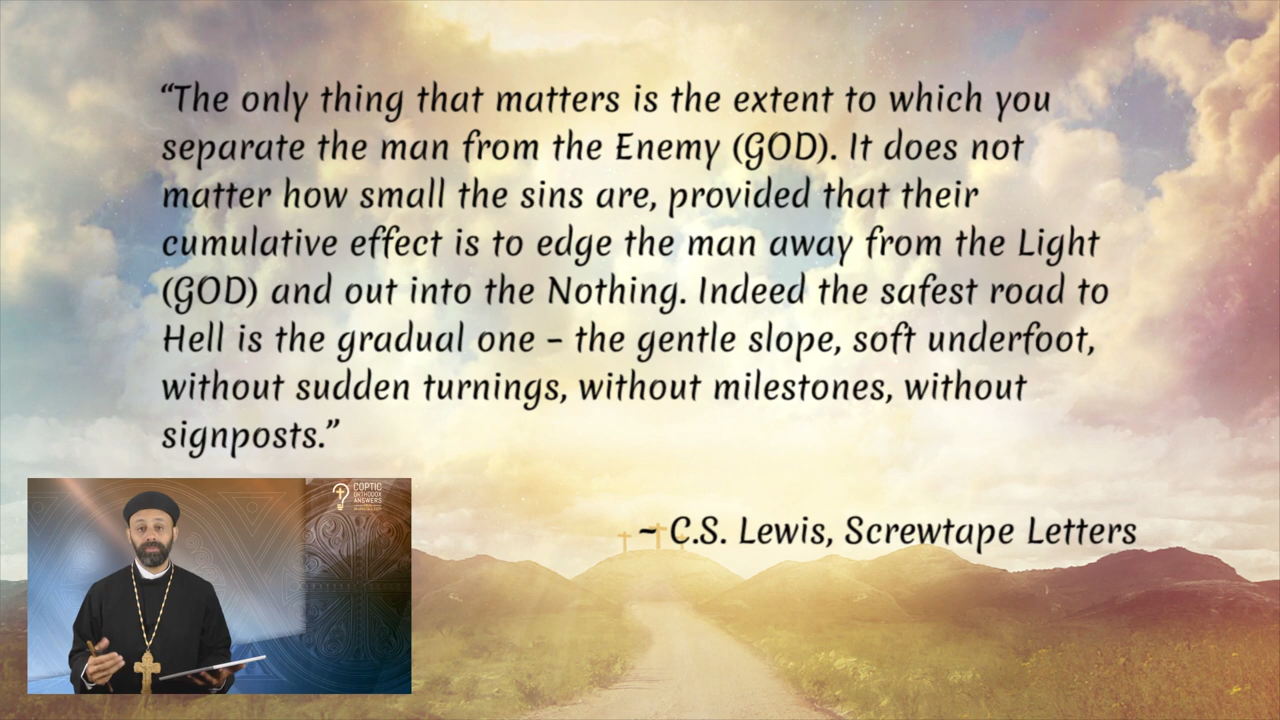 “The only thing that matters is the extent to which you
separate the man from the Enemy (GOD). It does not
matter how small the sins are, provided that their
cumulative effect is to edge the man away from the Light
(GOD) and out into the Nothing. Indeed the safest road to
Hell is the gradual one – the gentle slope, soft underfoot,
without sudden turnings, without milestones, without
signposts.”
~ C.S. Lewis, Screwtape Letters
COPTIC
ORTHODOX
ANSWERS